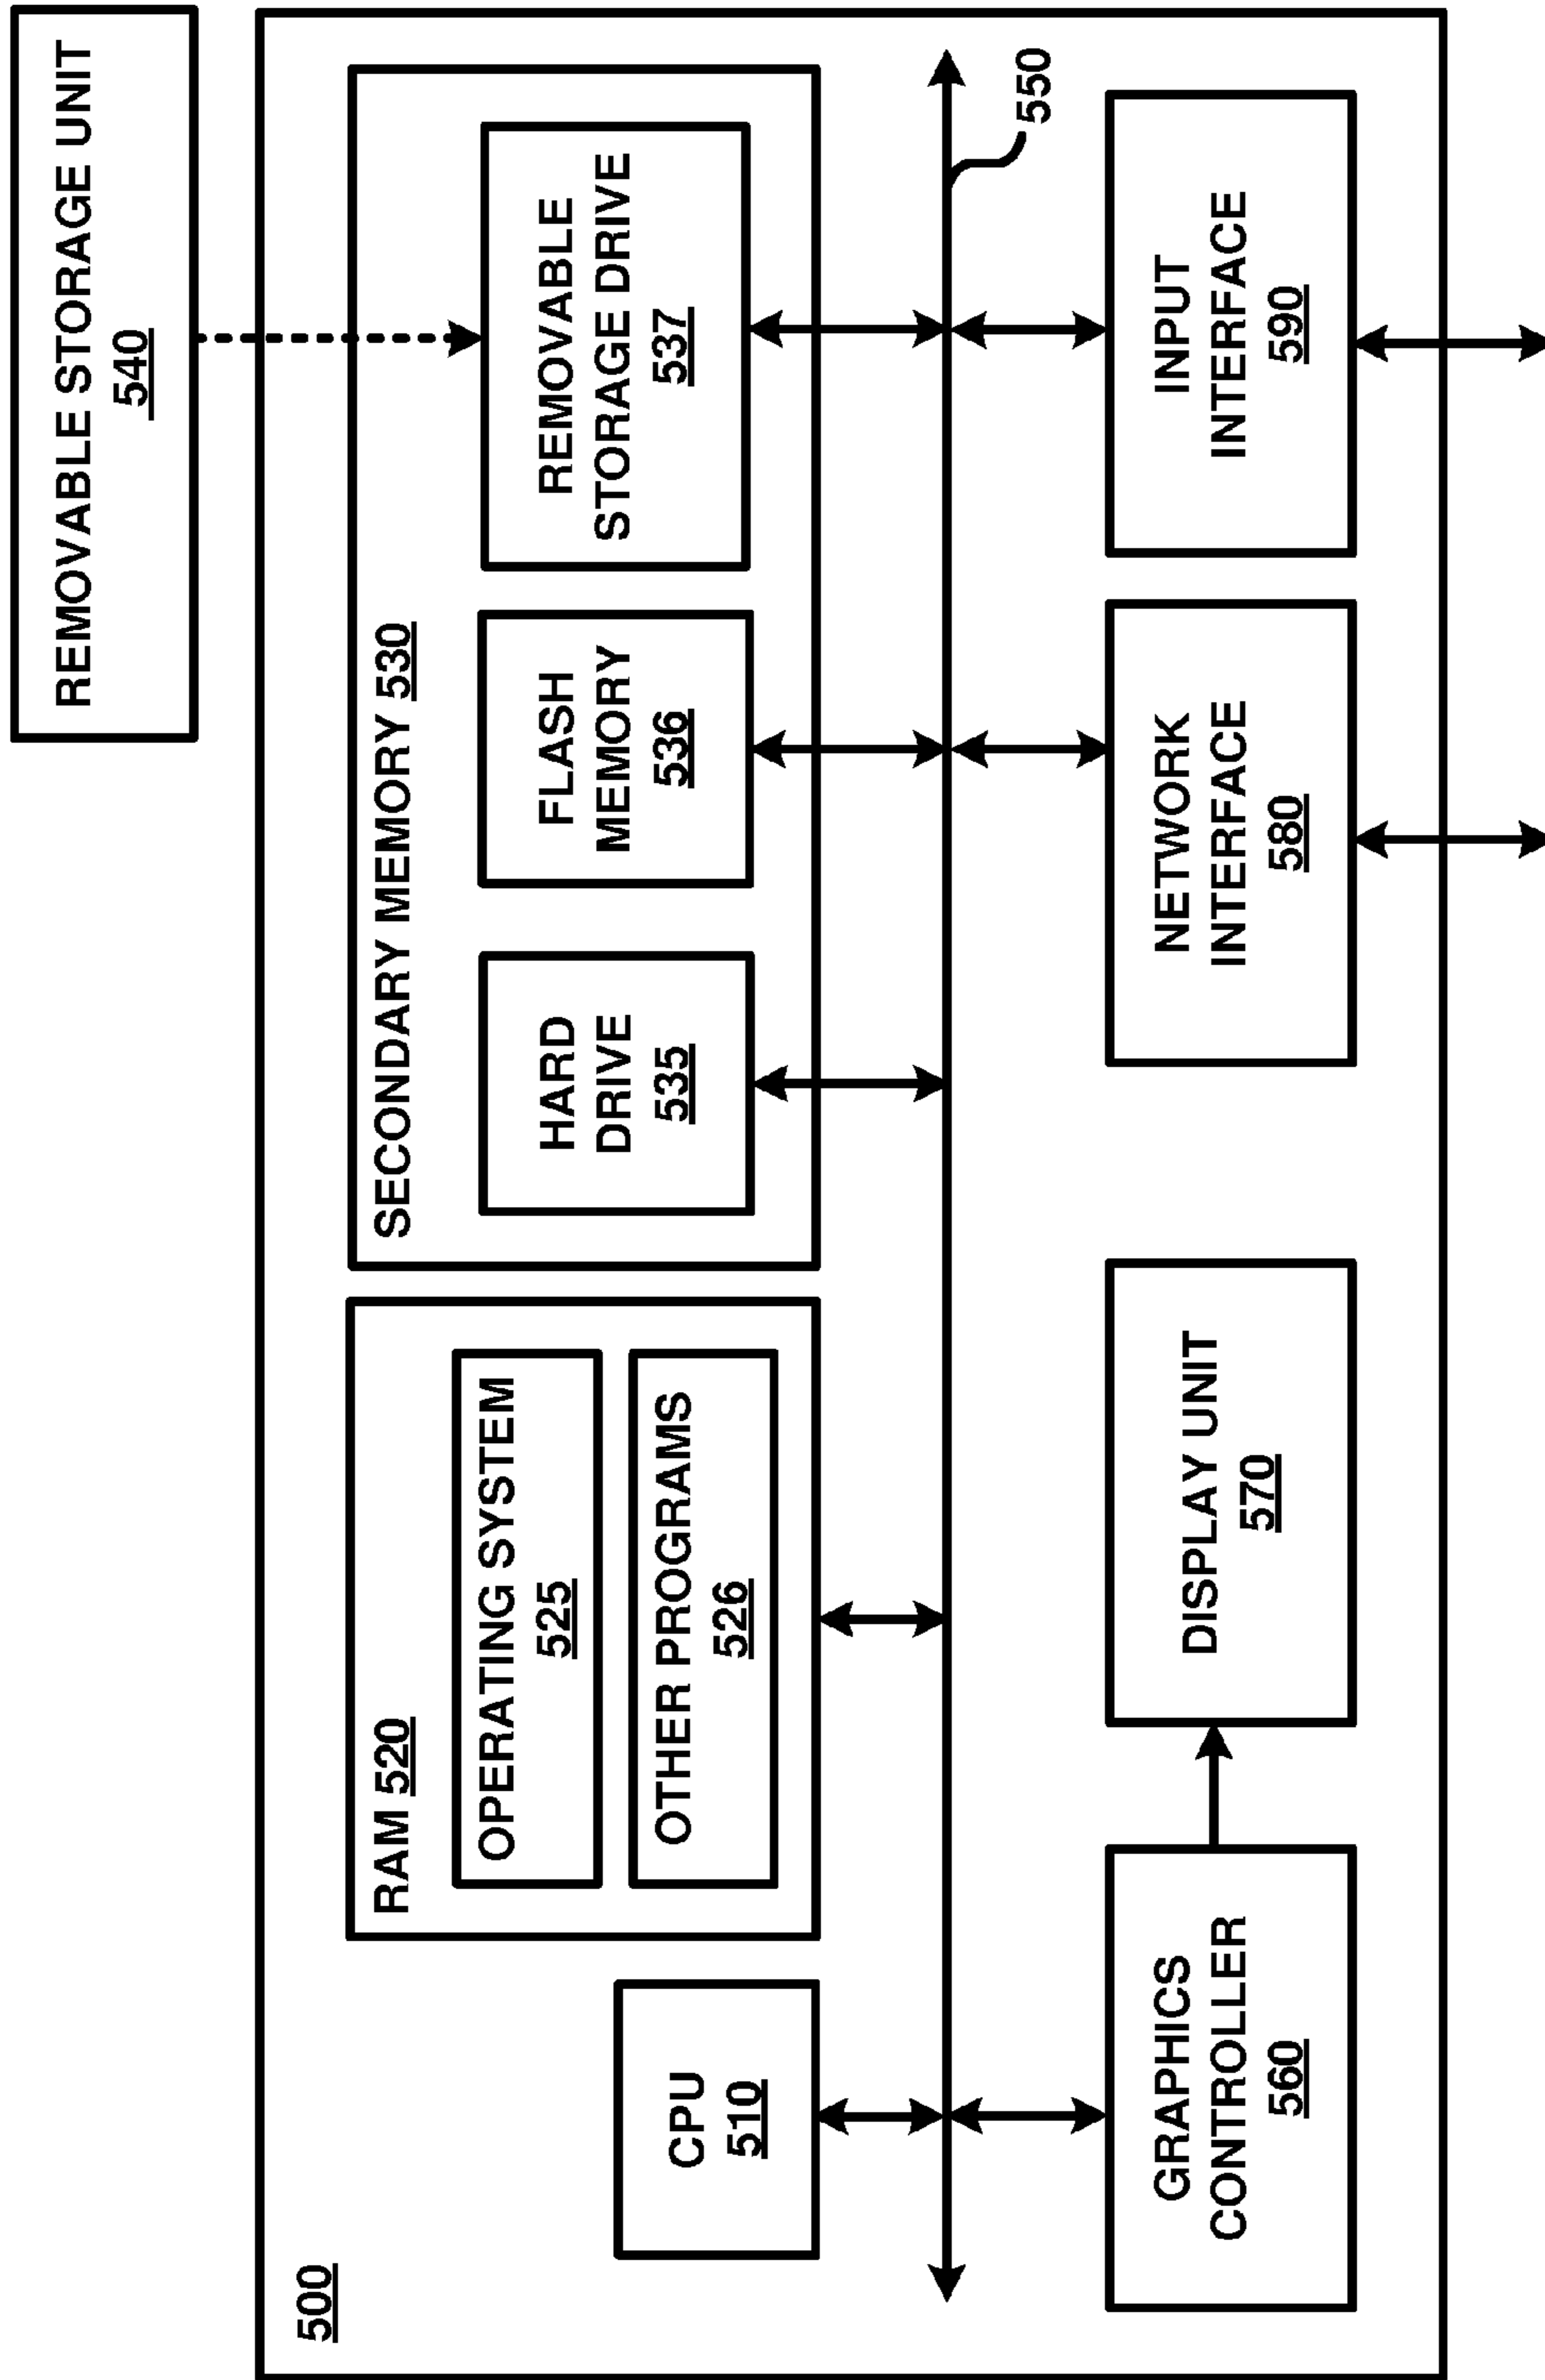 REMOVABLE STORAGE UNIT
540
500
CPU
510
RAM 520
OPERATING SYSTEM
525
OTHER PROGRAMS
526
SECONDARY MEMORY 530
HARD
DRIVE
535
FLASH
MEMORY
536
REMOVABLE
STORAGE DRIVE
537
550
GRAPHICS
CONTROLLER
560
DISPLAY UNIT
570
NETWORK
INTERFACE
580
INPUT
INTERFACE
590